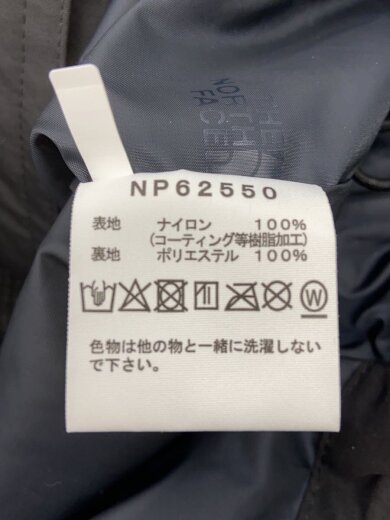 THE
NORTH
FACE
NP62550
表地 ナイロン 100%
(コーティング等樹脂加工)
裏地 ポリエステル 100%
W
色物は他の物と一緒に洗濯しない
で下さい。